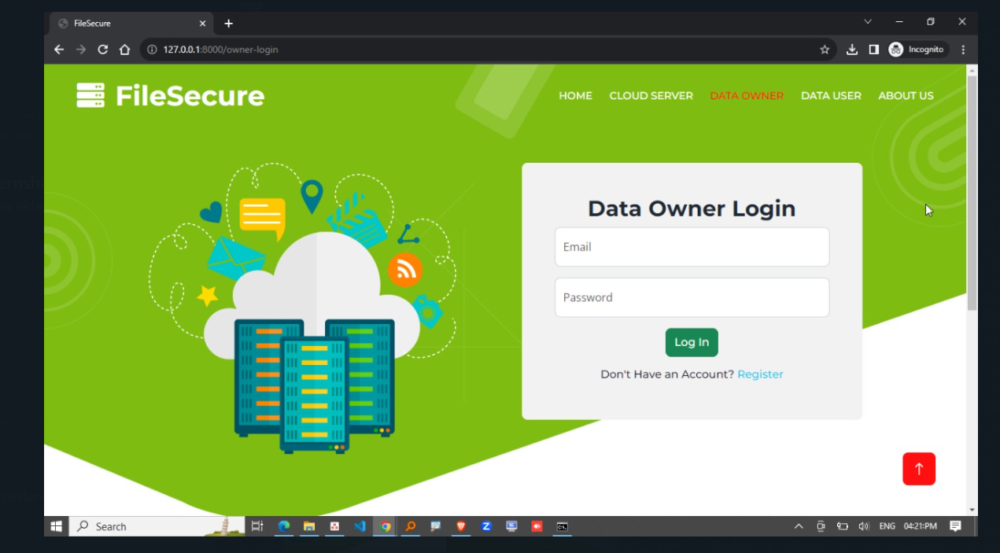 FileSecure
127.0.0.1:8000/owner-login
Incognito
FileSecure
HOME CLOUD SERVER DATA OWNER DATA USER ABOUT US
Data Owner Login
Email
Password
Log In
Don't Have an Account? Register
Search
ENG 04:21:PM